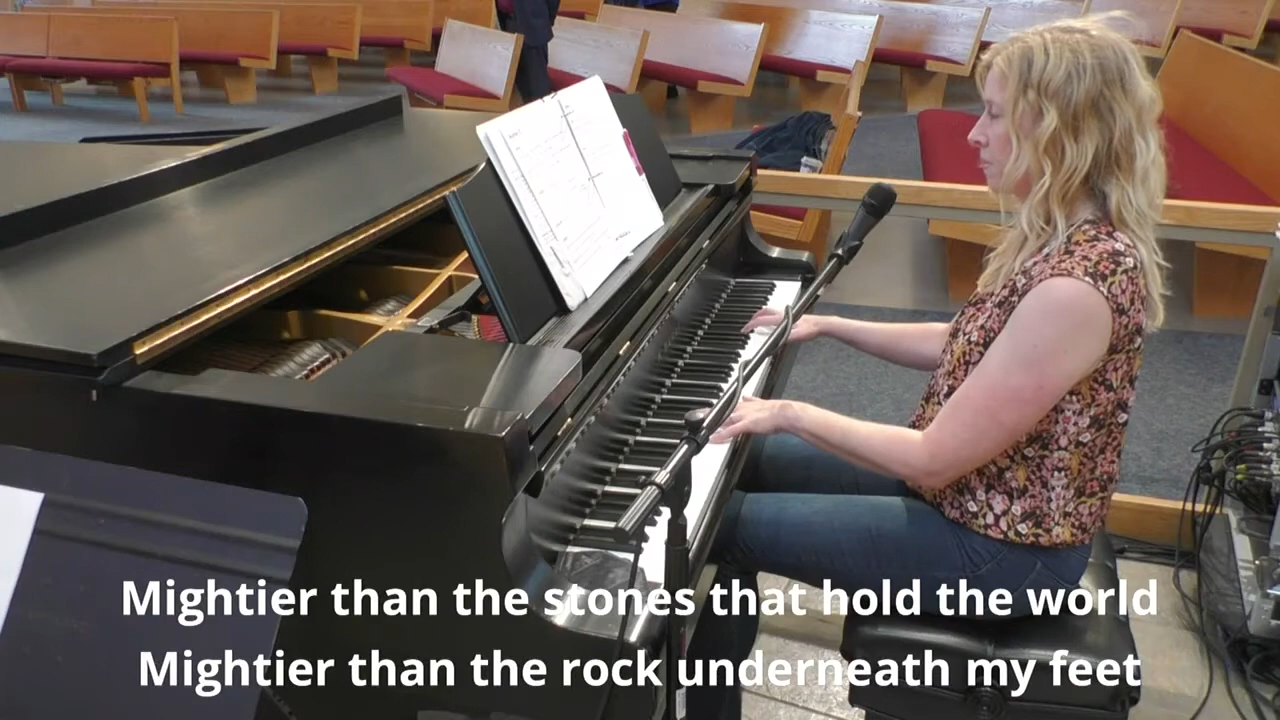 Mightier than the stones that hold the world
Mightier than the rock underneath my feet